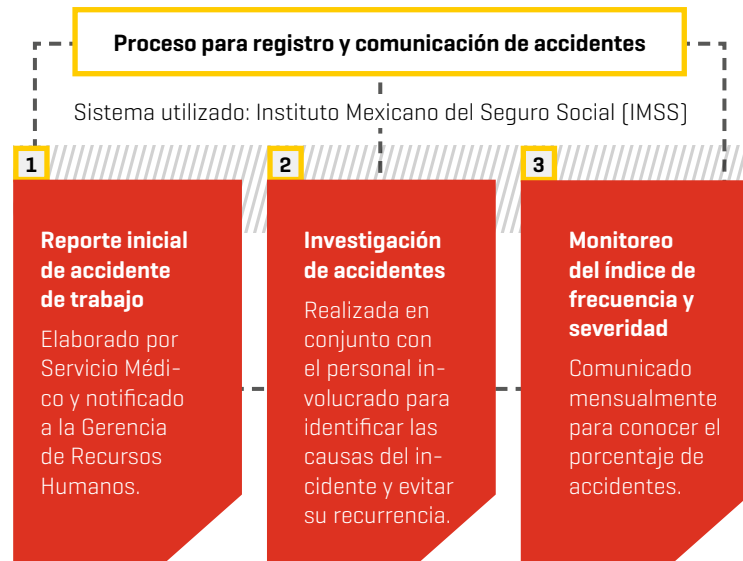 Proceso para registro y comunicación de accidentes
Sistema utilizado: Instituto Mexicano del Seguro Social (IMSS)
1
Reporte inicial
de accidente
de trabajo
Elaborado por
Servicio Médi-
co y notificado
a la Gerencia
de Recursos
Humanos.
2
Investigación
de accidentes
Realizada en
conjunto con
el personal in-
volucrado para
identificar las
causas del in-
cidente y evitar
su recurrencia.
3
Monitoreo
del índice de
frecuencia y
severidad
Comunicado
mensualmente
para conocer el
porcentaje de
accidentes.